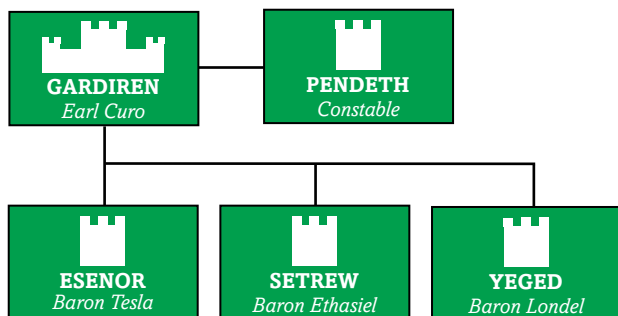 GARDIREN
Earl Curo
PENDETH
Constable
ESENOR
Baron Tesla
SETREW
Baron Ethasiel
YEGED
Baron Londel